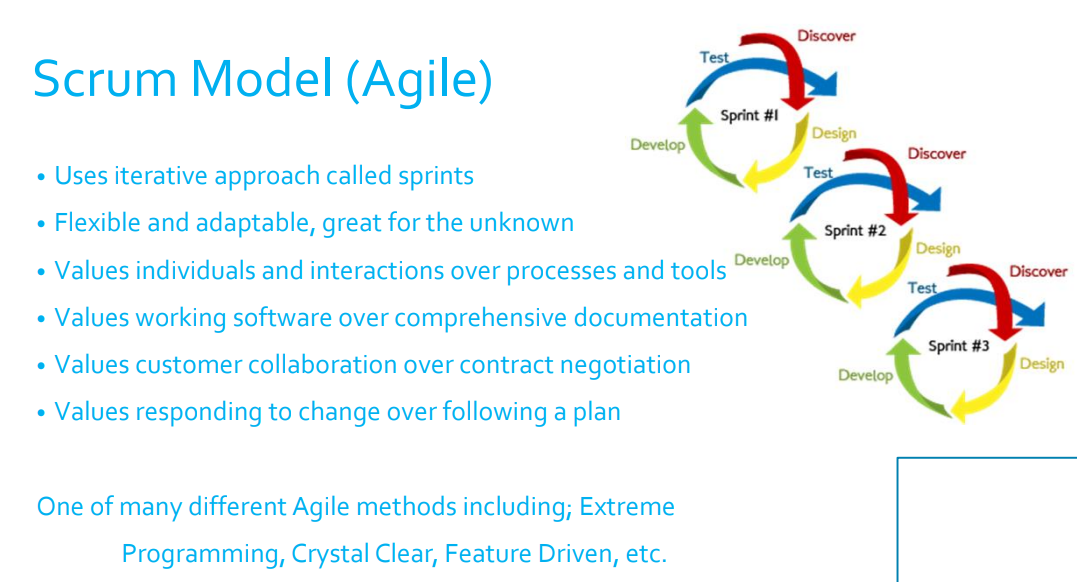 Scrum Model (Agile)
• Uses iterative approach called sprints
• Flexible and adaptable, great for the unknown
• Values individuals and interactions over processes and tools
• Values working software over comprehensive documentation
• Values customer collaboration over contract negotiation
• Values responding to change over following a plan
One of many different Agile methods including; Extreme
Programming, Crystal Clear, Feature Driven, etc.
Discover
Test
Sprint #1
Design
Develop
Discover
Test
Sprint #2
Design
Develop
Discover
Test
Sprint #3
Design
Develop